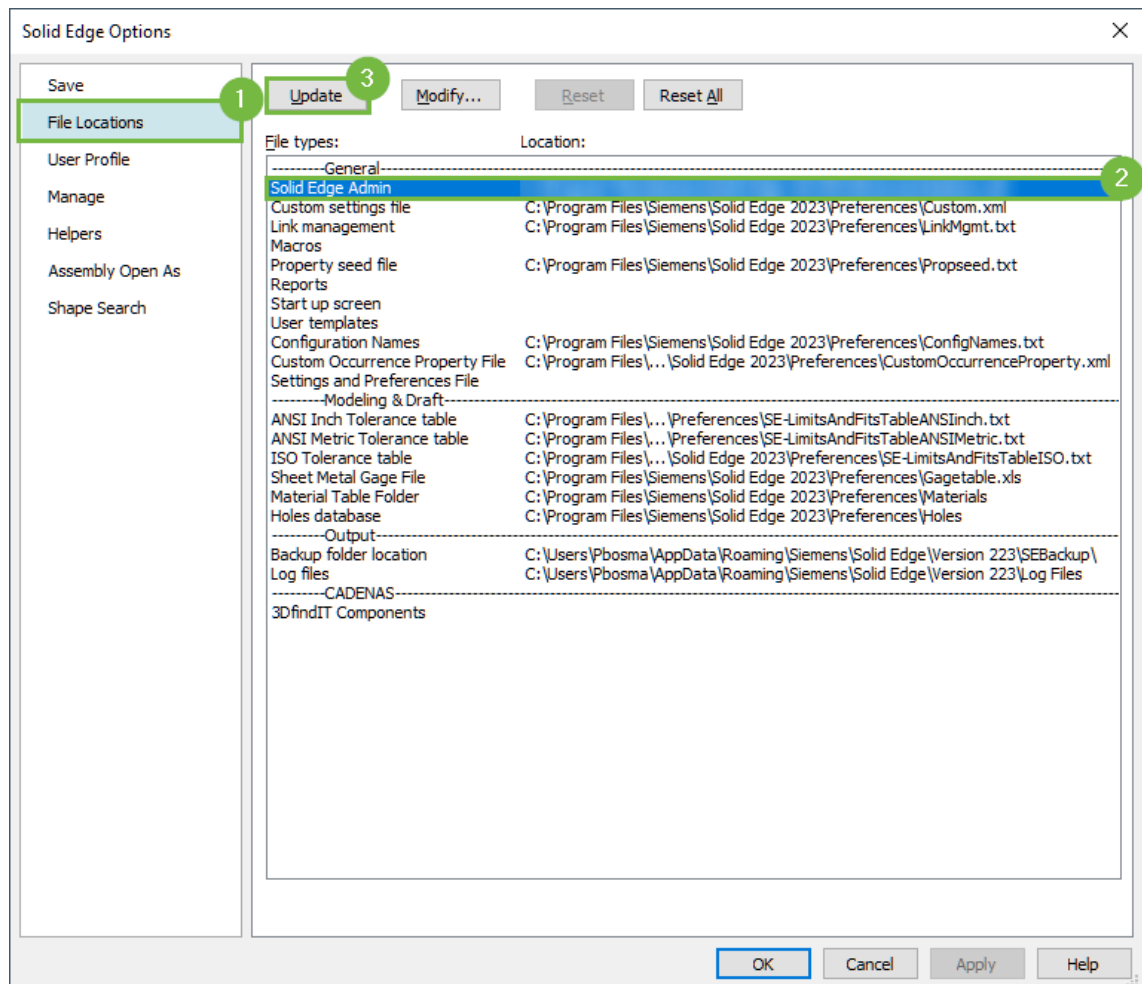 Solid Edge Options
Save
File Locations
User Profile
Manage
Helpers
Assembly Open As
Shape Search
1
3
Update Modify... Reset Reset All
File types: Location:
---------General---------
2
Solid Edge Admin
Custom settings file C:\Program Files\Siemens\Solid Edge 2023\Preferences\Custom.xml
Link management C:\Program Files\Siemens\Solid Edge 2023\Preferences\LinkMgmt.txt
Macros
Property seed file C:\Program Files\Siemens\Solid Edge 2023\Preferences\Propseed.txt
Reports
Start up screen
User templates
Configuration Names C:\Program Files\Siemens\Solid Edge 2023\Preferences\ConfigNames.txt
Custom Occurrence Property File C:\Program Files\...\Solid Edge 2023\Preferences\CustomOccurrenceProperty.xml
Settings and Preferences File
---------Modeling & Draft---------
ANSI Inch Tolerance table C:\Program Files\...\Preferences\SE-LimitsAndFitsTableANSIinch.txt
ANSI Metric Tolerance table C:\Program Files\...\Preferences\SE-LimitsAndFitsTableANSIMetric.txt
ISO Tolerance table C:\Program Files\...\Solid Edge 2023\Preferences\SE-LimitsAndFitsTableISO.txt
Sheet Metal Gage File C:\Program Files\Siemens\Solid Edge 2023\Preferences\Gagetable.xls
Material Table Folder C:\Program Files\Siemens\Solid Edge 2023\Preferences\Materials
Holes database C:\Program Files\Siemens\Solid Edge 2023\Preferences\Holes
---------Output---------
Backup folder location C:\Users\Pbosma\AppData\Roaming\Siemens\Solid Edge\Version 223\SEBackup\
Log files C:\Users\Pbosma\AppData\Roaming\Siemens\Solid Edge\Version 223\Log Files
---------CADENAS---------
3DfindIT Components
OK Cancel Apply Help